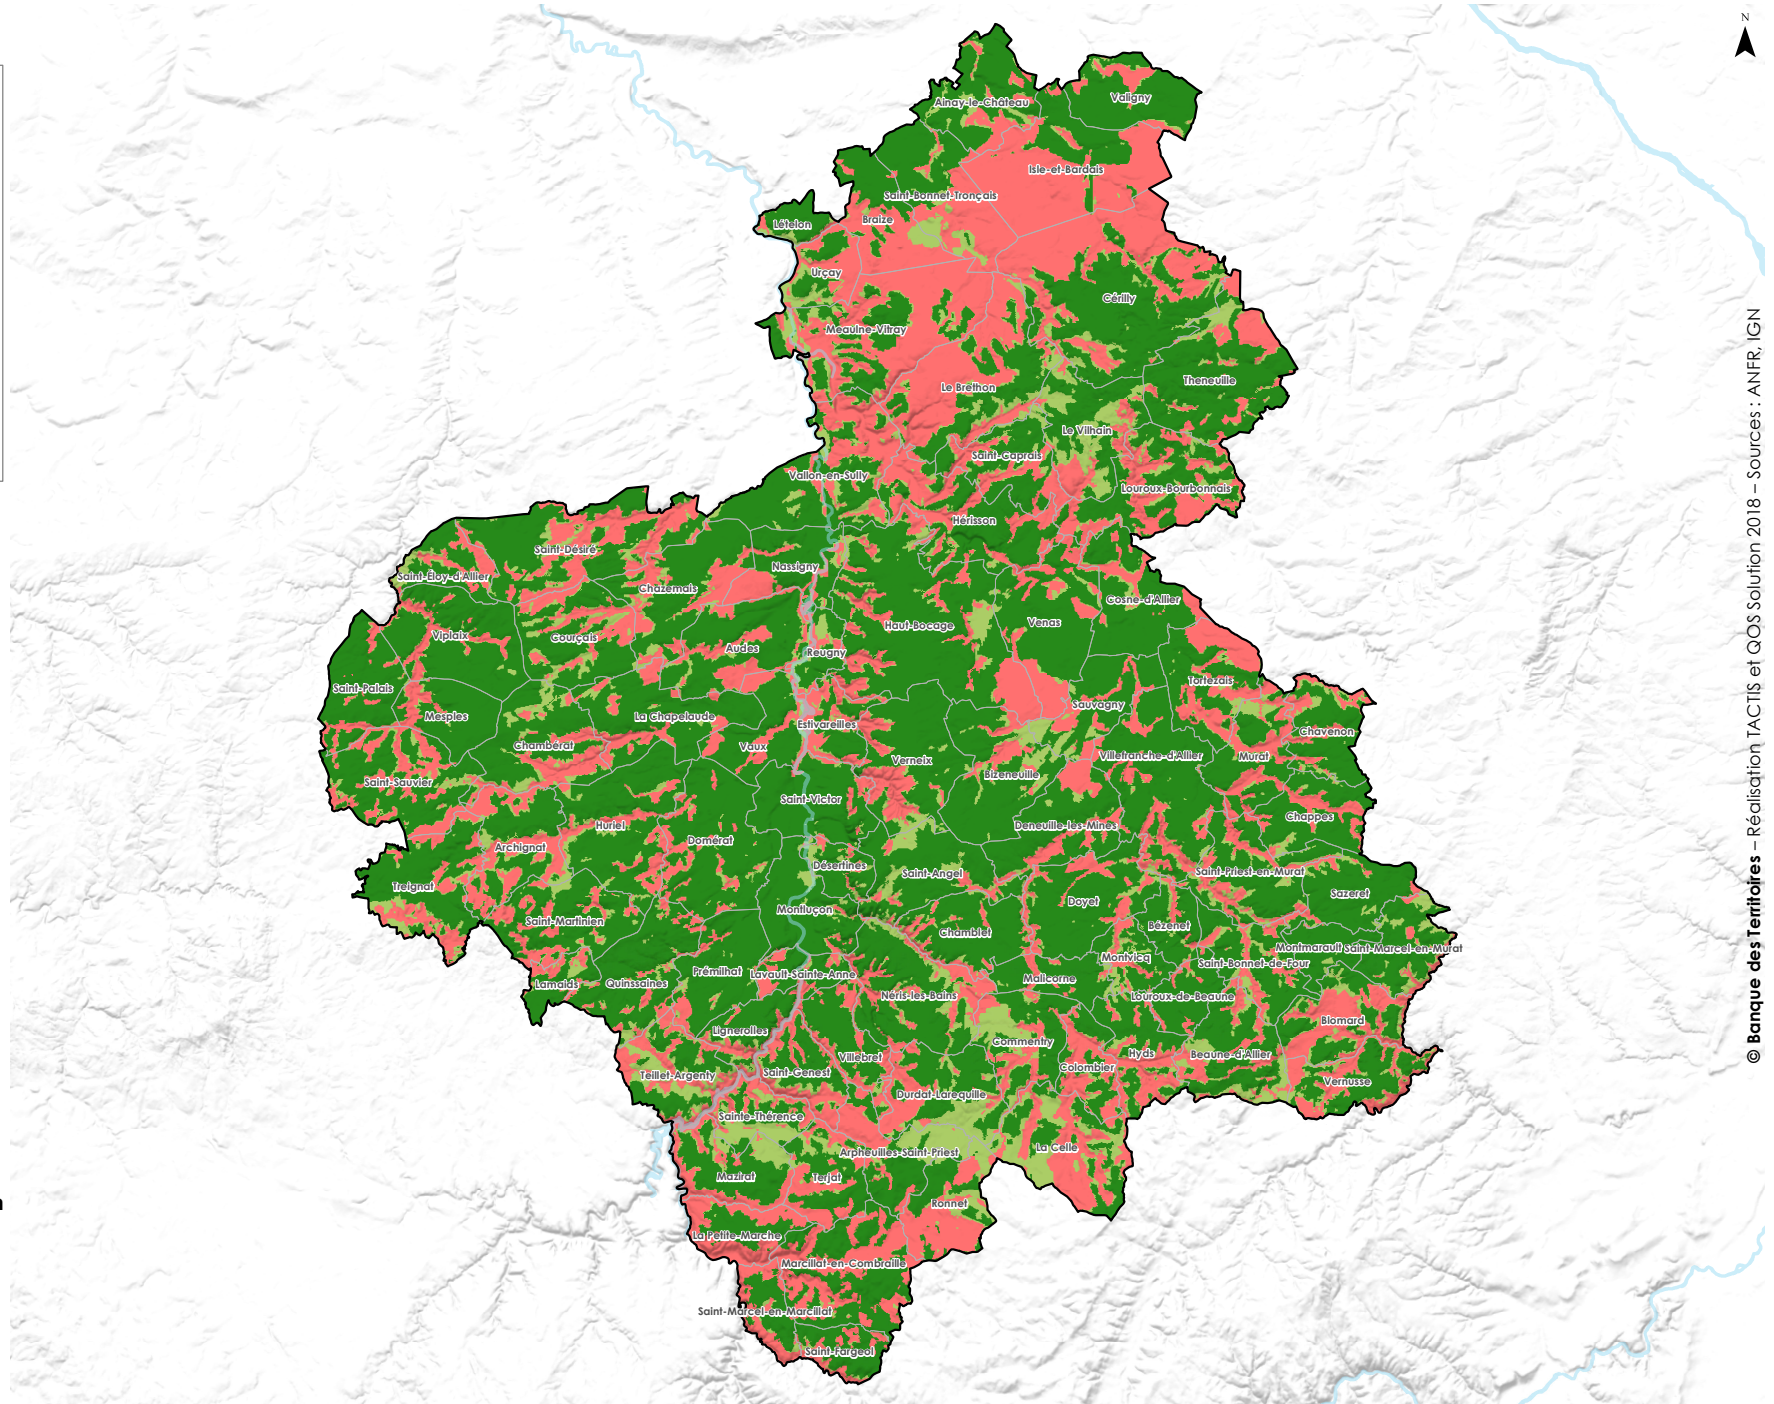 N
Ainay-le-Château
Valigny
Isle-et-Bardais
Saint-Bonnet-Tronçais
Braize
Lételon
Urçay
Cérilly
Meaulne-Vitray
Theneuille
Le Brethon
Le Vilhain
Saint-Caprais
Vallon-en-Sully
Louroux-Bourbonnais
Hérisson
Saint-Désiré
Nassigny
Saint-Éloy-d'Allier
Chazemais
Cosne-d'Allier
Haut-Bocage
Venas
Viplaix
Courçais
Audes
Reugny
Tortezais
Saint-Palais
Sauvagny
Mesples
La Chapelaude
Estivareilles
Chavenon
Chambérat
Vaux
Villefranche-d'Allier
Murat
Verneix
Bizeneuille
Saint-Sauvier
Saint-Victor
Chappes
Huriel
Deneuille-les-Mines
Domérat
Archignat
Désertines
Saint-Angel
Saint-Priest-en-Murat
Treignat
Sazeret
Doyet
Montluçon
Saint-Martinien
Bézenet
Chamblet
Montmarault
Saint-Marcel-en-Murat
Montvicq
Saint-Bonnet-de-Four
Prémilhat
Lavault-Sainte-Anne
Malicorne
Lamaids
Quinssaines
Néris-les-Bains
Louroux-de-Beaune
Blomard
Lignerolles
Commentry
Hyds
Beaune-d'Allier
Villebret
Colombier
Saint-Genest
Teillet-Argenty
Vernusse
Durdat-Larequille
Sainte-Thérence
La Celle
Arpheuilles-Saint-Priest
Mazirat
Terjat
Ronnet
La Petite-Marche
Marcillat-en-Combraille
Saint-Marcel-en-Marcillat
Saint-Fargeol
© Banque des Territoires – Réalisation TACTIS et QOS Solution 2018 – Sources : ANFR, IGN